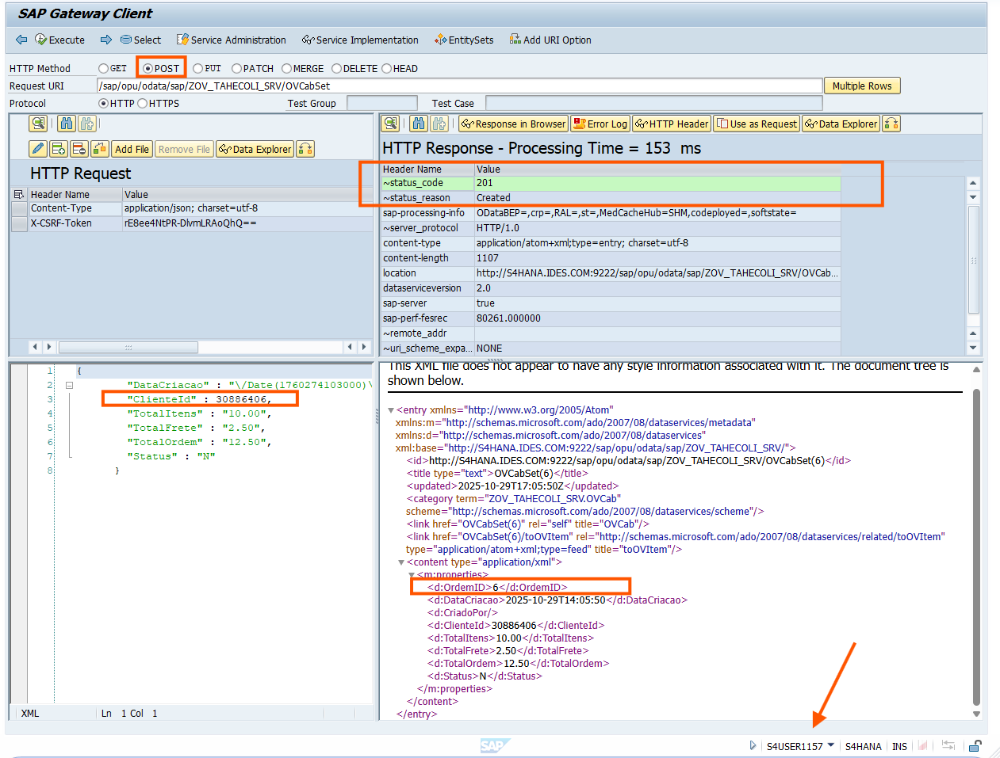 SAP Gateway Client
Execute Select Service Administration Service Implementation EntitySets Add URI Option
HTTP Method GET POST PUT PATCH MERGE DELETE HEAD
Request URI /sap/opu/odata/sap/ZOV_TAHECOLI_SRV/OVCabSet Multiple Rows
Protocol HTTP HTTPS Test Group Test Case
Add File Remove File Data Explorer
HTTP Request
Header Name Value
Content-Type application/json; charset=utf-8
X-CSRF-Token rE8ee4NtPR-DlvmLRAoQhQ==
Response in Browser Error Log HTTP Header Use as Request Data Explorer
HTTP Response - Processing Time = 153 ms
Header Name Value
~status_code 201
~status_reason Created
sap-processing-info ODataBEP=,crp=,RAL=,st=,MedCacheHub=SHM,codeployed=,softstate=
~server_protocol HTTP/1.0
content-type application/atom+xml;type=entry; charset=utf-8
content-length 1107
location http://S4HANA.IDES.COM:9222/sap/opu/odata/sap/ZOV_TAHECOLI_SRV/OVCab...
dataserviceversion 2.0
sap-server true
sap-perf-fesrec 80261.000000
~remote_addr
~uri_scheme_expa... NONE
1 {
2 "DataCriacao" : "\/Date(1760274103000)\
3 "ClienteId" : 30886406,
4 "TotalItens" : "10.00",
5 "TotalFrete" : "2.50",
6 "TotalOrdem" : "12.50",
7 "Status" : "N"
8 }
XML Ln 1 Col 1
This XML file does not appear to have any style information associated with it. The document tree is
shown below.
<entry xmlns="http://www.w3.org/2005/Atom"
xmlns:m="http://schemas.microsoft.com/ado/2007/08/dataservices/metadata"
xmlns:d="http://schemas.microsoft.com/ado/2007/08/dataservices"
xml:base="http://S4HANA.IDES.COM:9222/sap/opu/odata/sap/ZOV_TAHECOLI_SRV/">
<id>http://S4HANA.IDES.COM:9222/sap/opu/odata/sap/ZOV_TAHECOLI_SRV/OVCabSet(6)</id>
<title type="text">OVCabSet(6)</title>
<updated>2025-10-29T17:05:50Z</updated>
<category term="ZOV_TAHECOLI_SRV.OVCab"
scheme="http://schemas.microsoft.com/ado/2007/08/dataservices/scheme"/>
<link href="OVCabSet(6)" rel="self" title="OVCab"/>
<link href="OVCabSet(6)/toOVItem" rel="http://schemas.microsoft.com/ado/2007/08/dataservices/related/toOVItem"
type="application/atom+xml;type=feed" title="toOVItem"/>
<content type="application/xml">
<m:properties>
<d:OrdemID>6</d:OrdemID>
<d:DataCriacao>2025-10-29T14:05:50</d:DataCriacao>
<d:CriadoPor/>
<d:ClienteId>30886406</d:ClienteId>
<d:TotalItens>10.00</d:TotalItens>
<d:TotalFrete>2.50</d:TotalFrete>
<d:TotalOrdem>12.50</d:TotalOrdem>
<d:Status>N</d:Status>
</m:properties>
</content>
</entry>
SAP S4USER1157 S4HANA INS